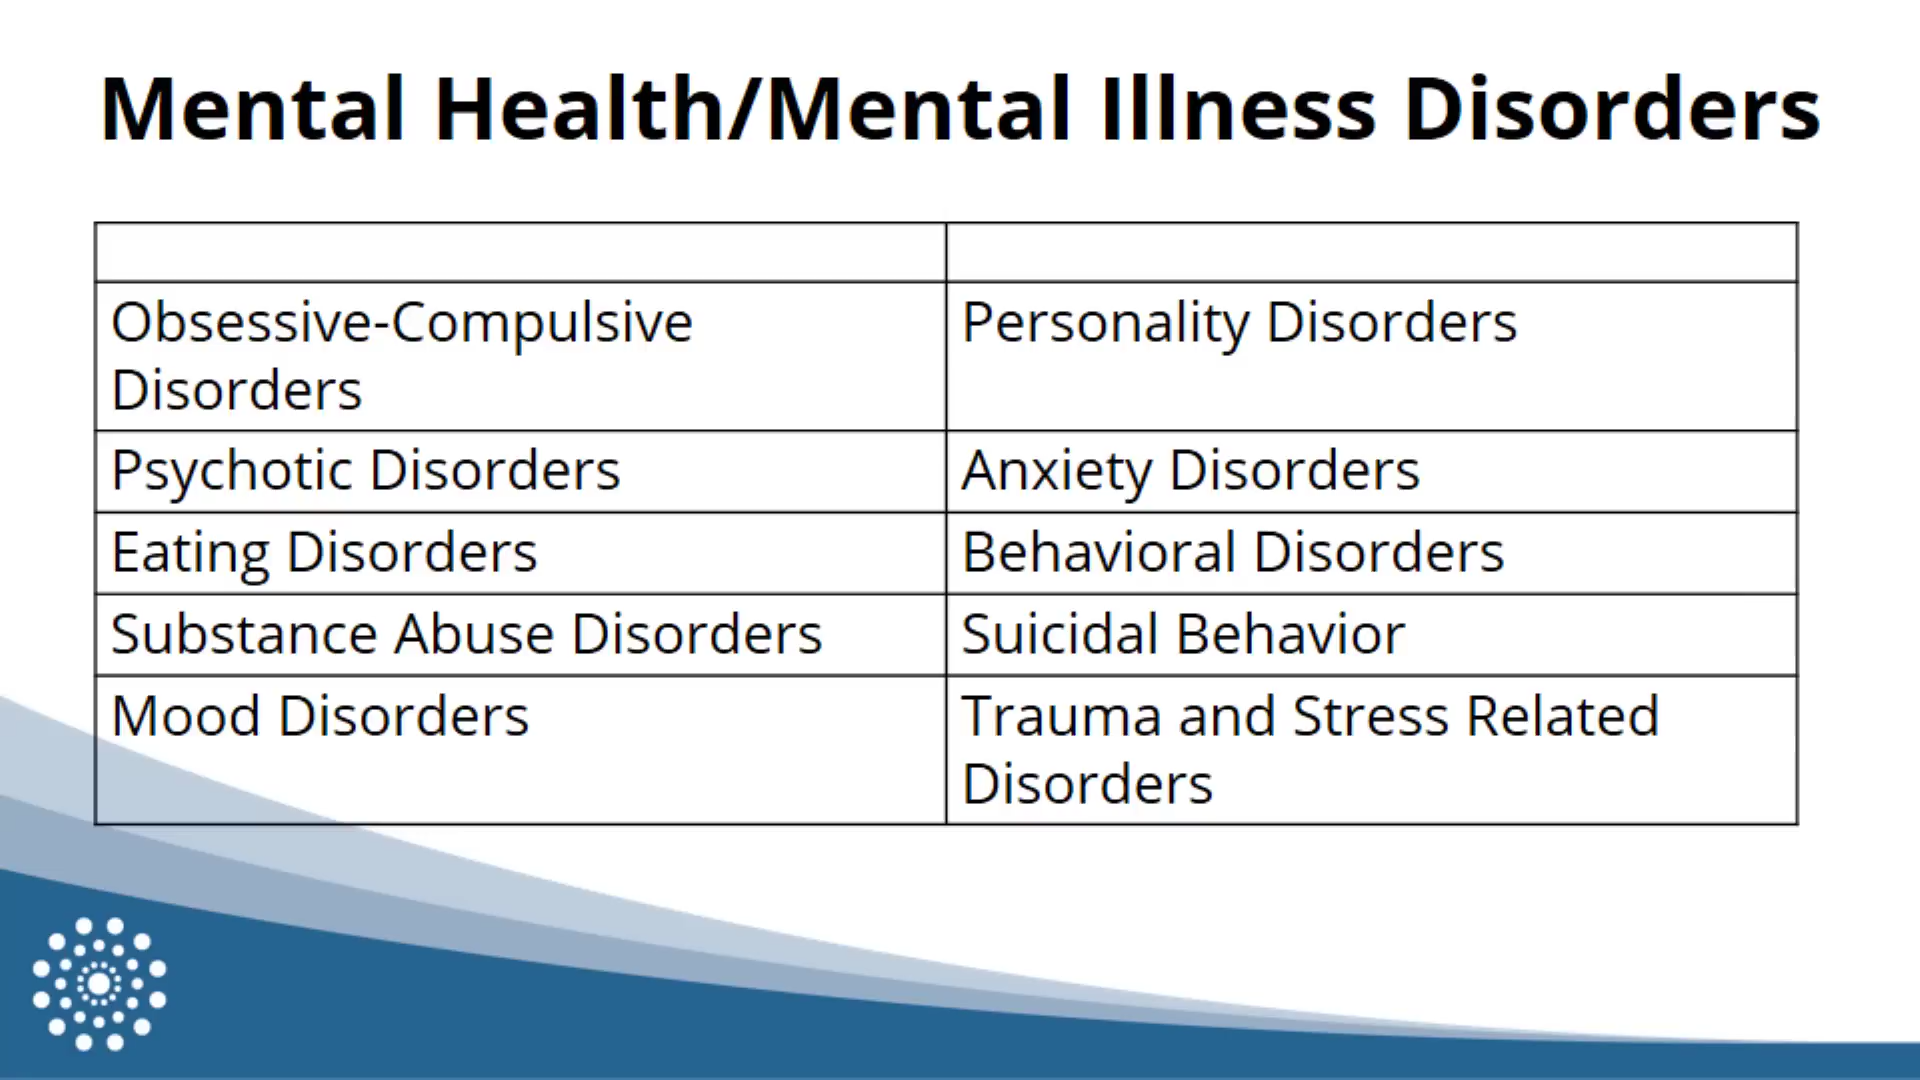 Mental Health/Mental Illness Disorders
Obsessive-Compulsive
Disorders
Personality Disorders
Psychotic Disorders
Anxiety Disorders
Eating Disorders
Behavioral Disorders
Substance Abuse Disorders
Suicidal Behavior
Mood Disorders
Trauma and Stress Related
Disorders